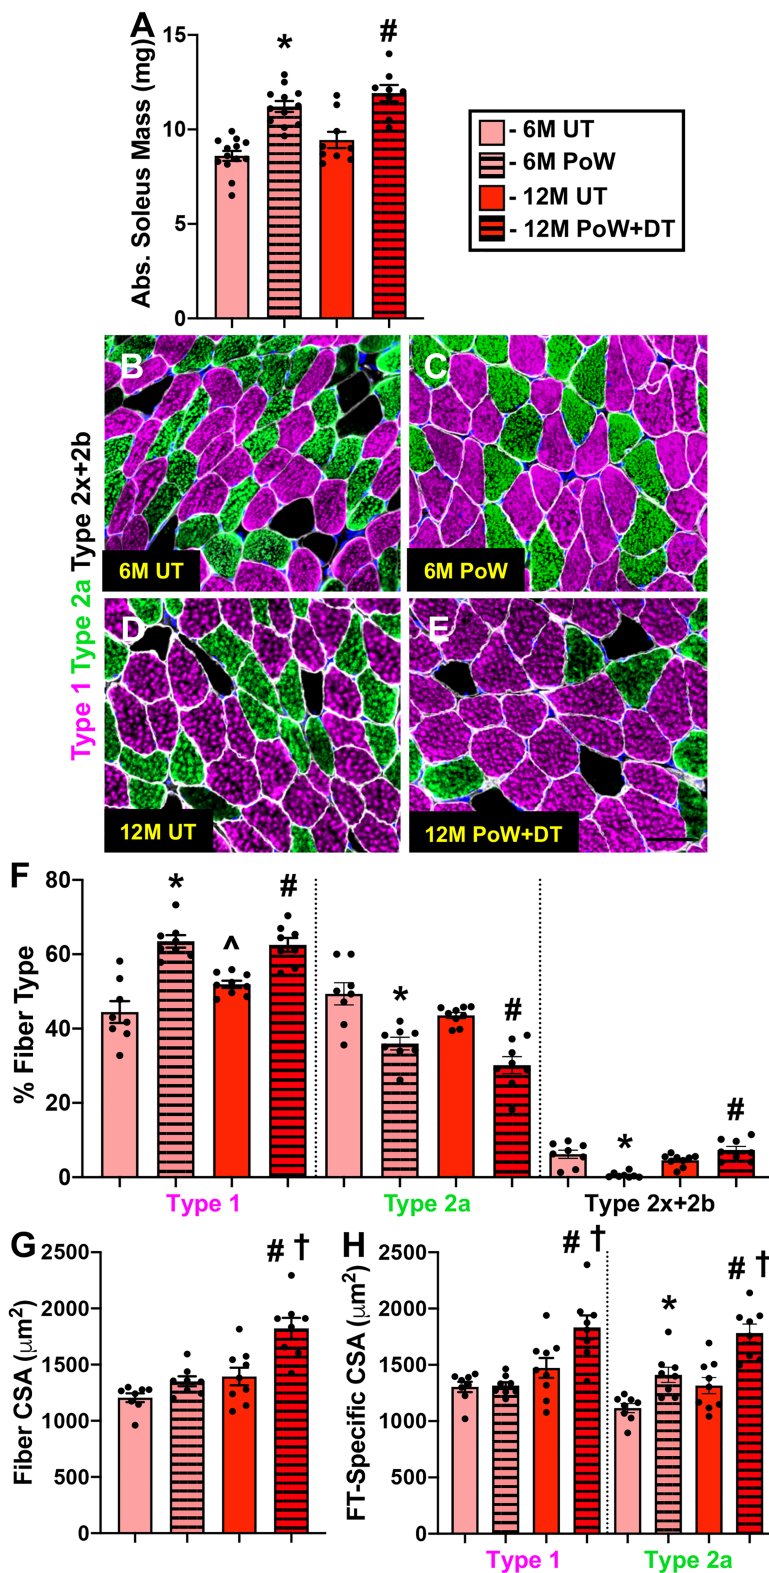 A
Abs. Soleus Mass (mg)
15
10
5
0
*
#
- 6M UT
- 6M PoW
- 12M UT
- 12M PoW+DT
Type 1 Type 2a Type 2x+2b
B
6M UT
C
6M PoW
D
12M UT
E
12M PoW+DT
F
% Fiber Type
80
60
40
20
0
*
^
#
*
#
*
#
Type 1
Type 2a
Type 2x+2b
G
Fiber CSA (μm2)
2500
2000
1500
1000
500
0
# †
H
FT-Specific CSA (μm2)
2500
2000
1500
1000
500
0
# †
*
# †
Type 1
Type 2a